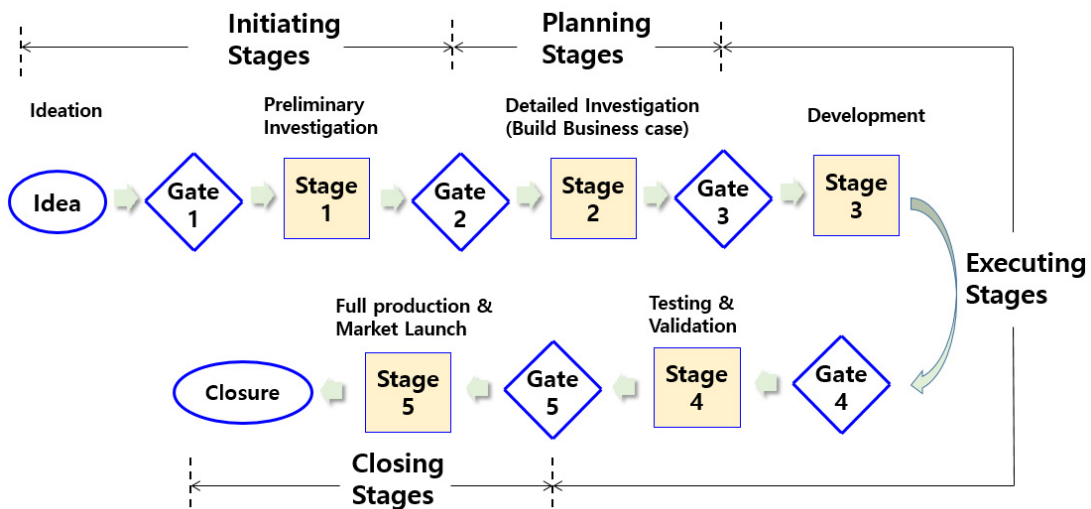 Initiating
Stages
Planning
Stages
Ideation
Preliminary
Investigation
Detailed Investigation
(Build Business case)
Development
Idea
Gate
1
Stage
1
Gate
2
Stage
2
Gate
3
Stage
3
Executing
Stages
Full production &
Market Launch
Testing &
Validation
Closure
Stage
5
Gate
5
Stage
4
Gate
4
Closing
Stages